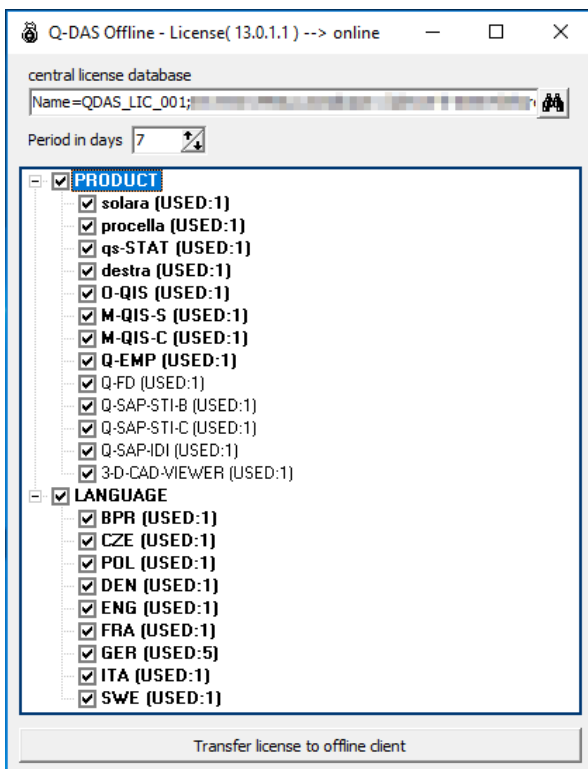 Q-DAS Offline - License( 13.0.1.1 ) --> online
central license database
Name=QDAS_LIC_001;
Period in days 7
PRODUCT
solara (USED:1)
procella (USED:1)
qs-STAT (USED:1)
destra (USED:1)
O-QIS (USED:1)
M-QIS-S (USED:1)
M-QIS-C (USED:1)
Q-EMP (USED:1)
Q-FD (USED:1)
Q-SAP-STI-B (USED:1)
Q-SAP-STI-C (USED:1)
Q-SAP-IDI (USED:1)
3-D-CAD-VIEWER (USED:1)
LANGUAGE
BPR (USED:1)
CZE (USED:1)
POL (USED:1)
DEN (USED:1)
ENG (USED:1)
FRA (USED:1)
GER (USED:5)
ITA (USED:1)
SWE (USED:1)
Transfer license to offline client